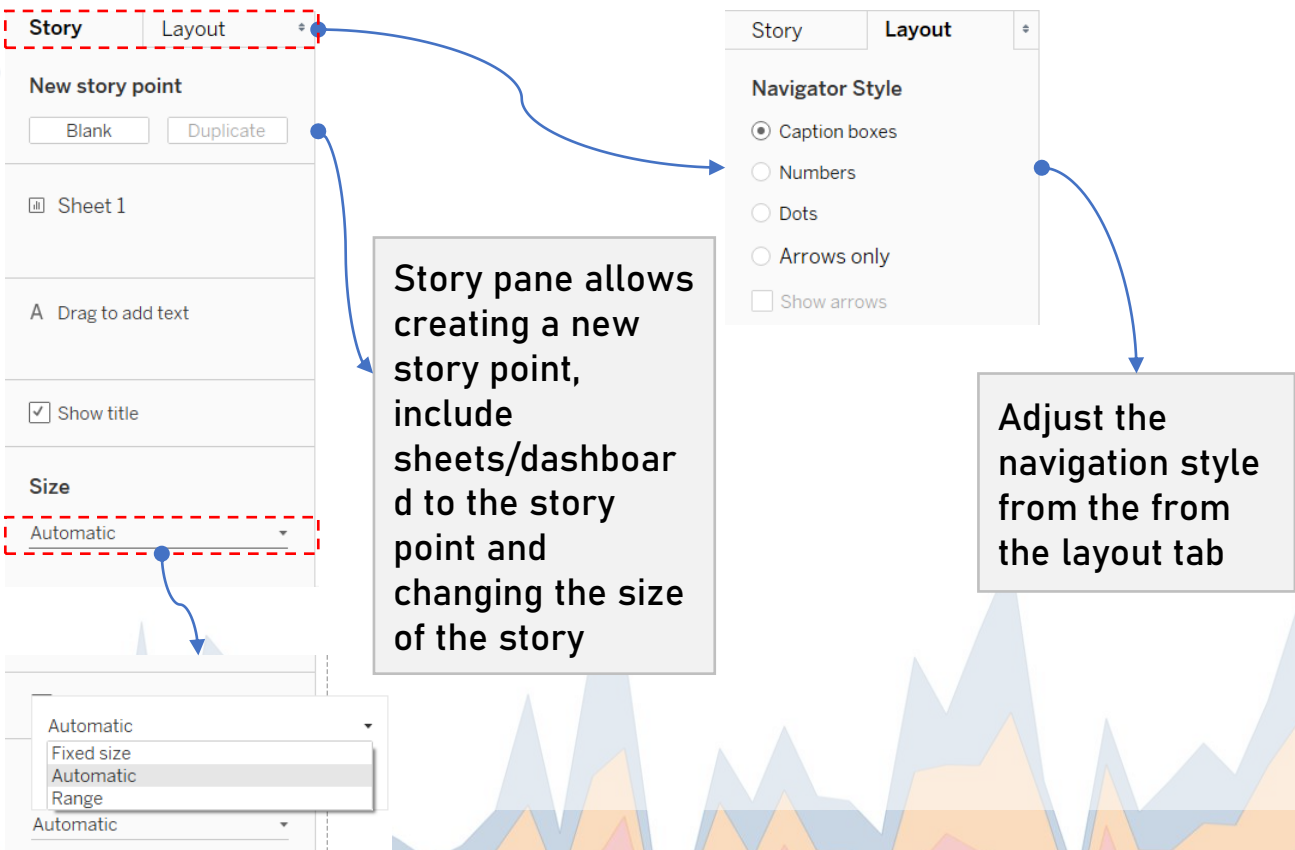 Story
Layout
New story point
Blank
Duplicate
Sheet 1
A Drag to add text
Show title
Size
Automatic
Automatic
Fixed size
Automatic
Range
Automatic
Story pane allows
creating a new
story point,
include
sheets/dashboar
d to the story
point and
changing the size
of the story
Story
Layout
Navigator Style
Caption boxes
Numbers
Dots
Arrows only
Show arrows
Adjust the
navigation style
from the from
the layout tab